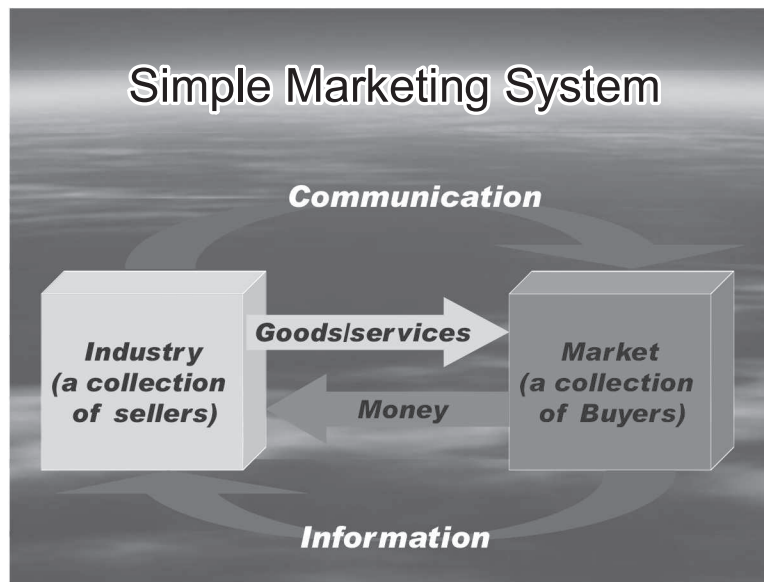 Simple Marketing System
Communication
Goods/services
Industry
(a collection
of sellers)
Market
(a collection
of Buyers)
Money
Information